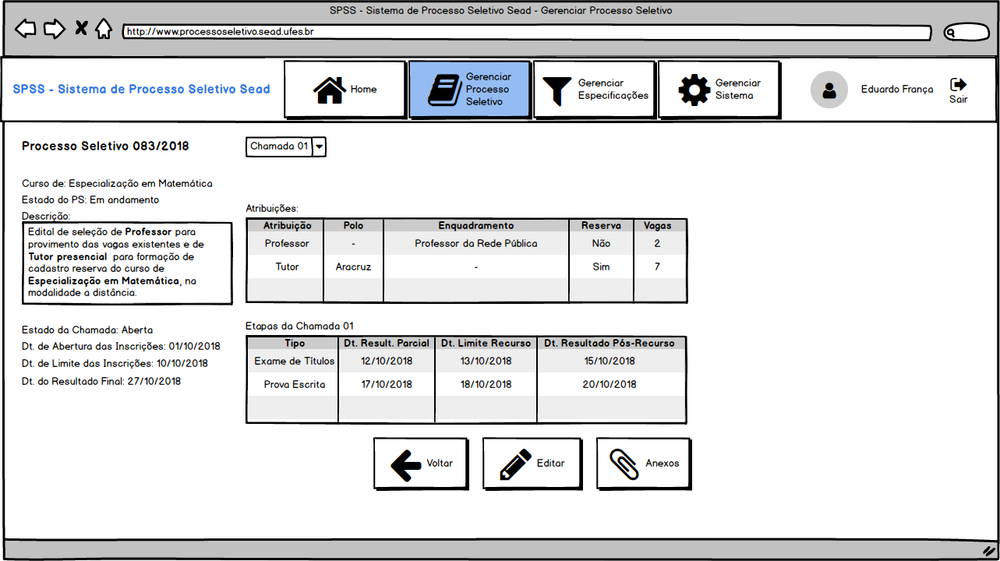 SPSS - Sistema de Processo Seletivo Sead - Gerenciar Processo Seletivo
http://www.processoseletivo.sead.ufes.br
SPSS - Sistema de Processo Seletivo Sead
Home
Gerenciar
Processo
Seletivo
Gerenciar
Especificações
Gerenciar
Sistema
Eduardo França
Sair
Processo Seletivo 083/2018
Chamada 01
Curso de: Especialização em Matemática
Estado do PS: Em andamento
Descrição:
Edital de seleção de Professor para
provimento das vagas existentes e de
Tutor presencial para formação de
cadastro reserva do curso de
Especialização em Matemática, na
modalidade a distância.
Estado da Chamada: Aberta
Dt. de Abertura das Inscrições: 01/10/2018
Dt. de Limite das Inscrições: 10/10/2018
Dt. do Resultado Final: 27/10/2018
Atribuições:
Atribuição Polo Enquadramento Reserva Vagas
Professor - Professor da Rede Pública Não 2
Tutor Aracruz - Sim 7
Etapas da Chamada 01
Tipo Dt. Result. Parcial Dt. Limite Recurso Dt. Resultado Pós-Recurso
Exame de Títulos 12/10/2018 13/10/2018 15/10/2018
Prova Escrita 17/10/2018 18/10/2018 20/10/2018
Voltar
Editar
Anexos